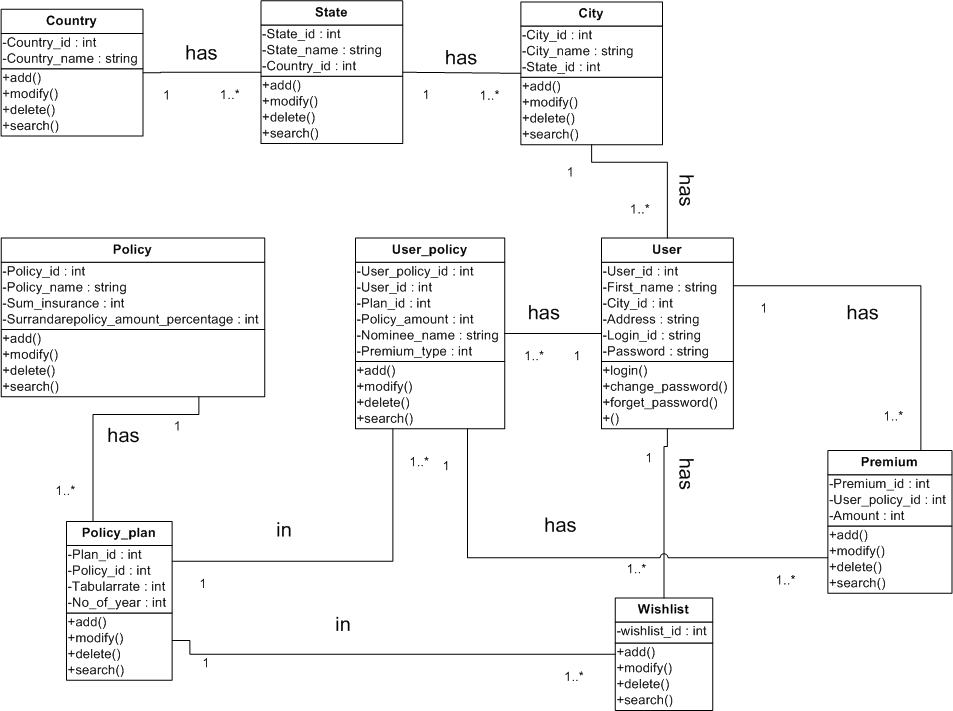 Country
-Country_id : int
-Country_name : string
+add()
+modify()
+delete()
+search()
has
1
1..*
State
-State_id : int
-State_name : string
-Country_id : int
+add()
+modify()
+delete()
+search()
has
1
1..*
City
-City_id : int
-City_name : string
-State_id : int
+add()
+modify()
+delete()
+search()
1
has
1..*
Policy
-Policy_id : int
-Policy_name : string
-Sum_insurance : int
-Surrandarepolicy_amount_percentage : int
+add()
+modify()
+delete()
+search()
User_policy
-User_policy_id : int
-User_id : int
-Plan_id : int
-Policy_amount : int
-Nominee_name : string
-Premium_type : int
+add()
+modify()
+delete()
+search()
has
1..*
1
User
-User_id : int
-First_name : string
-City_id : int
-Address : string
-Login_id : string
-Password : string
+login()
+change_password()
+forget_password()
+()
1
has
1..*
1
has
1..*
1..*
1
1
has
1..*
Premium
-Premium_id : int
-User_policy_id : int
-Amount : int
+add()
+modify()
+delete()
+search()
has
1..*
Policy_plan
-Plan_id : int
-Policy_id : int
-Tabularrate : int
-No_of_year : int
+add()
+modify()
+delete()
+search()
in
1
in
1
1..*
Wishlist
-wishlist_id : int
+add()
+modify()
+delete()
+search()